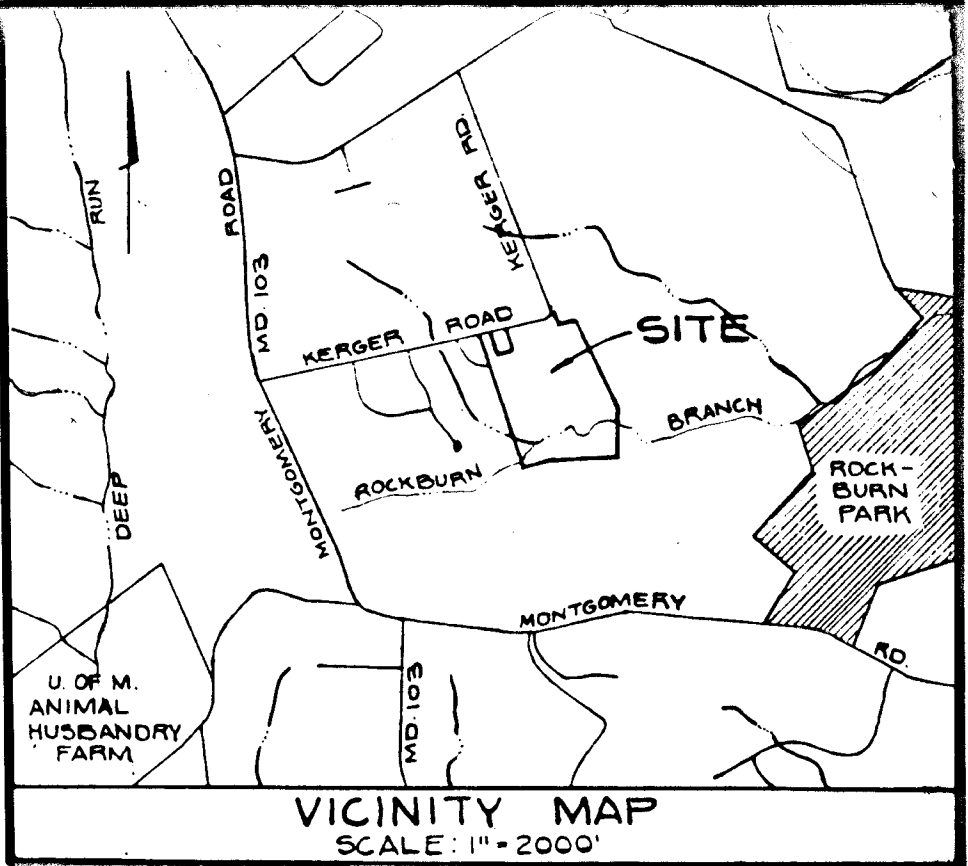 RUN
ROAD
MD. 103
KERGER RD.
KERGER ROAD
SITE
BRANCH
ROCKBURN
ROCK-
BURN
PARK
DEEP
MONTGOMERY
MONTGOMERY
RD.
MD. 103
U. OF M.
ANIMAL
HUSBANDRY
FARM
VICINITY MAP
SCALE: 1" = 2000'